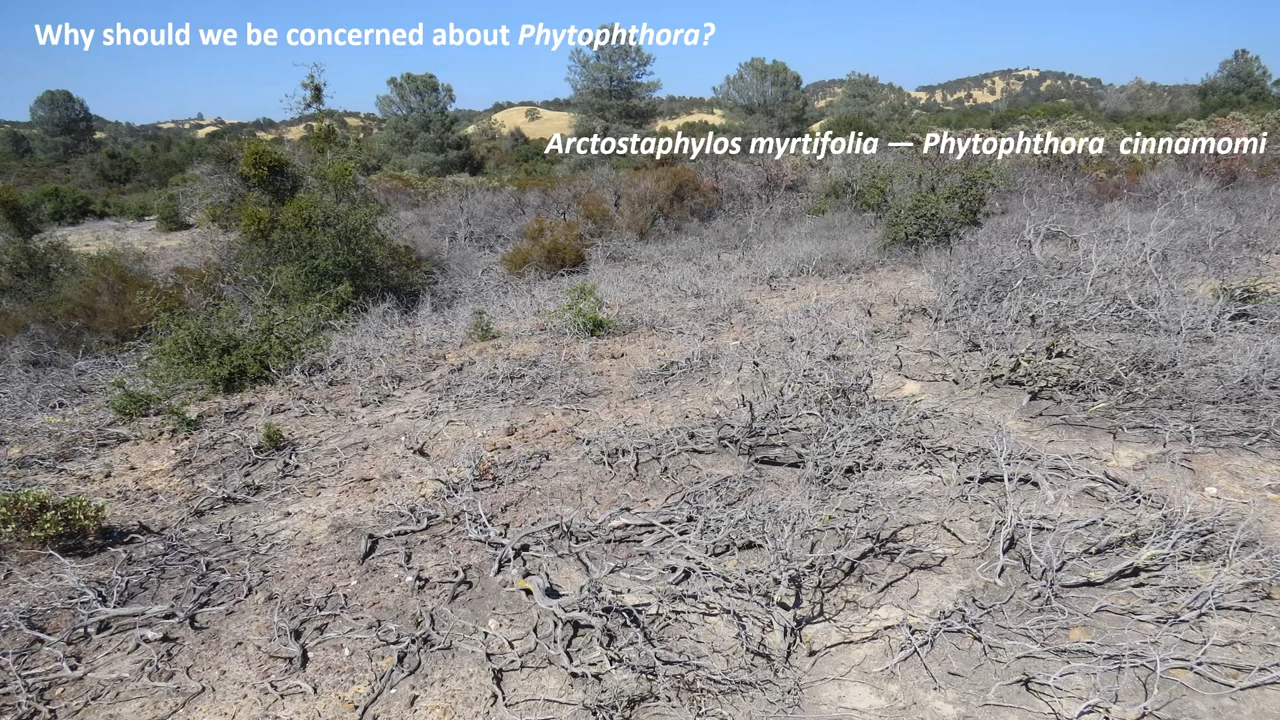 Why should we be concerned about Phytophthora?
Arctostaphylos myrtifolia — Phytophthora cinnamomi